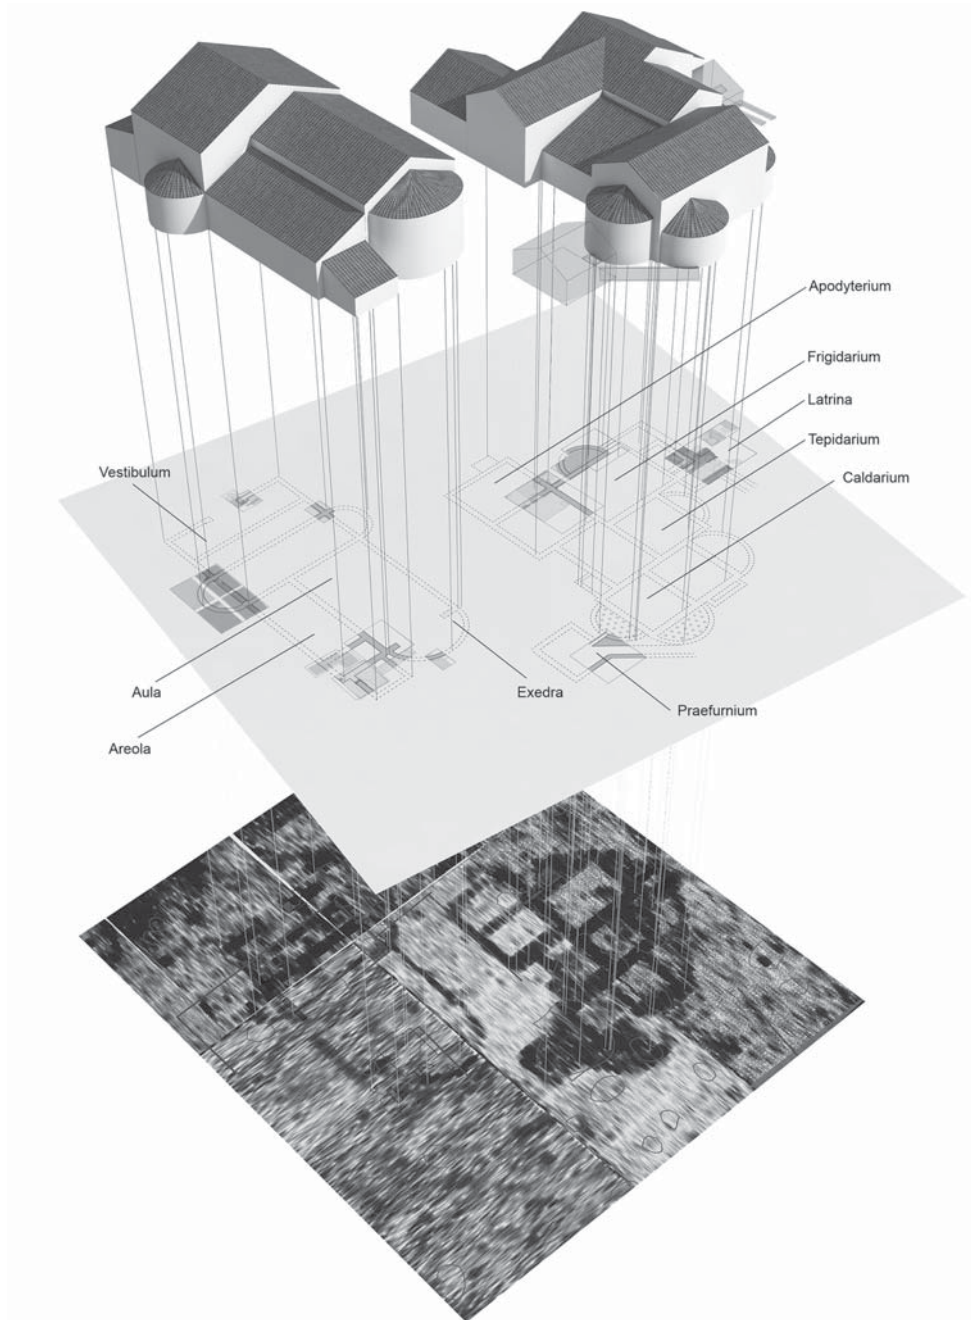 Apodyterium
Frigidarium
Latrina
Tepidarium
Caldarium
Vestibulum
Aula
Exedra
Praefurnium
Areola